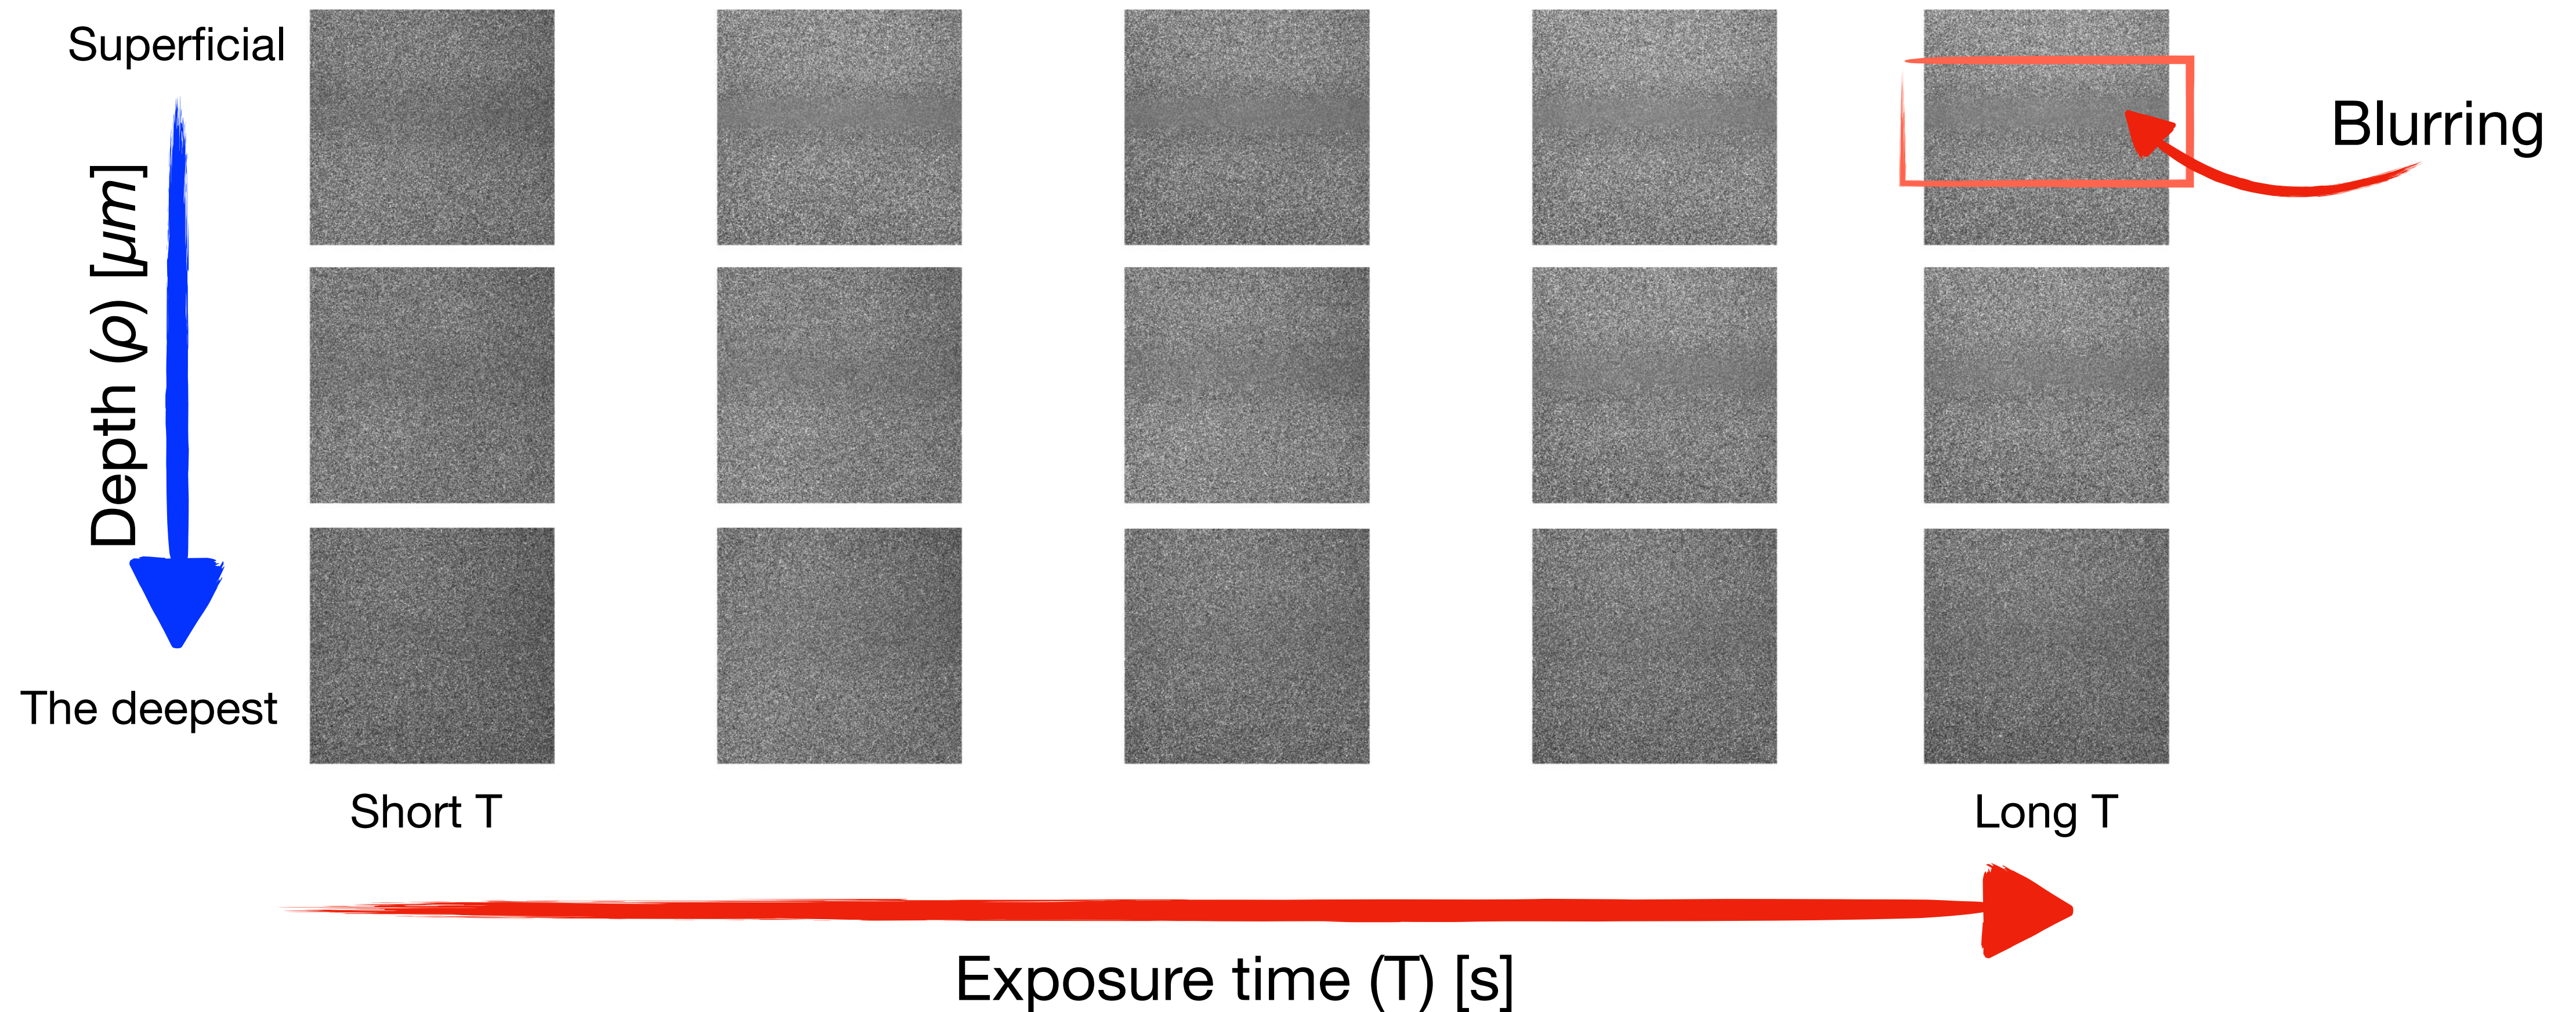 Superficial
Blurring
Depth (ρ) [μm]
The deepest
Short T
Long T
Exposure time (T) [s]